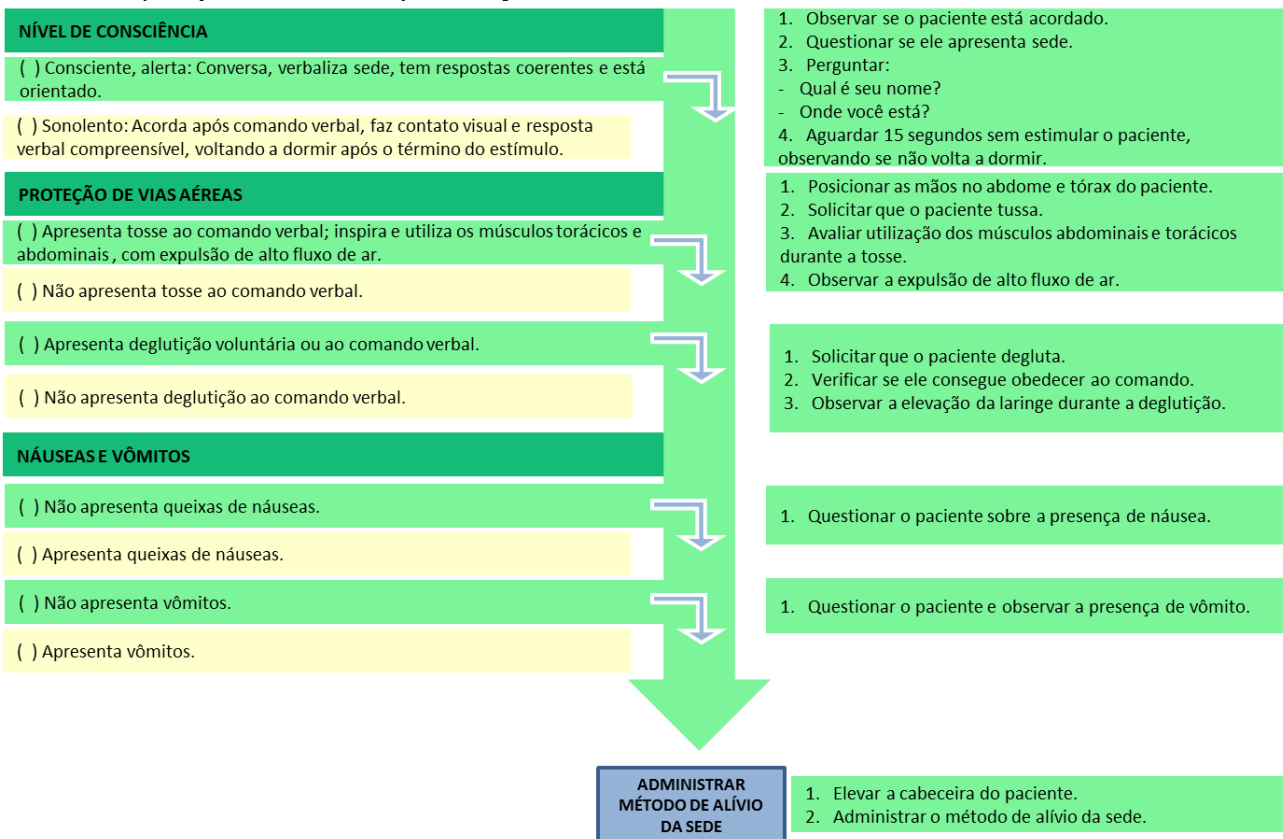 NÍVEL DE CONSCIÊNCIA
( ) Consciente, alerta: Conversa, verbaliza sede, tem respostas coerentes e está
orientado.
( ) Sonolento: Acorda após comando verbal, faz contato visual e resposta
verbal compreensível, voltando a dormir após o término do estímulo.
1. Observar se o paciente está acordado.
2. Questionar se ele apresenta sede.
3. Perguntar:
- Qual é seu nome?
- Onde você está?
4. Aguardar 15 segundos sem estimular o paciente,
observando se não volta a dormir.
PROTEÇÃO DE VIAS AÉREAS
( ) Apresenta tosse ao comando verbal; inspira e utiliza os músculos torácicos e
abdominais , com expulsão de alto fluxo de ar.
( ) Não apresenta tosse ao comando verbal.
1. Posicionar as mãos no abdome e tórax do paciente.
2. Solicitar que o paciente tussa.
3. Avaliar utilização dos músculos abdominais e torácicos
durante a tosse.
4. Observar a expulsão de alto fluxo de ar.
( ) Apresenta deglutição voluntária ou ao comando verbal.
( ) Não apresenta deglutição ao comando verbal.
1. Solicitar que o paciente degluta.
2. Verificar se ele consegue obedecer ao comando.
3. Observar a elevação da laringe durante a deglutição.
NÁUSEAS E VÔMITOS
( ) Não apresenta queixas de náuseas.
( ) Apresenta queixas de náuseas.
1. Questionar o paciente sobre a presença de náusea.
( ) Não apresenta vômitos.
( ) Apresenta vômitos.
1. Questionar o paciente e observar a presença de vômito.
ADMINISTRAR
MÉTODO DE ALÍVIO
DA SEDE
1. Elevar a cabeceira do paciente.
2. Administrar o método de alívio da sede.